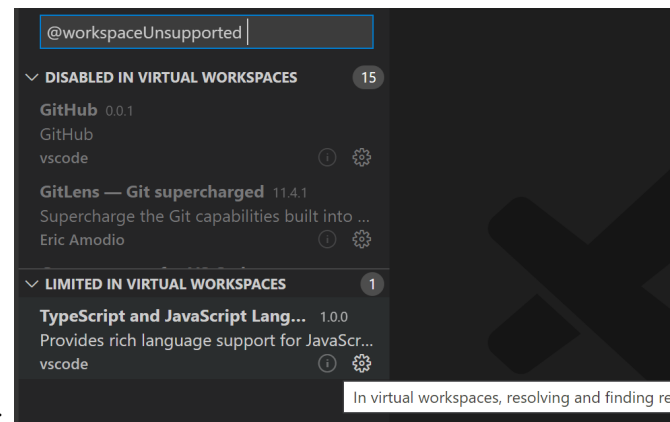 @workspaceUnsupported
DISABLED IN VIRTUAL WORKSPACES 15
GitHub 0.0.1
GitHub
vscode
GitLens — Git supercharged 11.4.1
Supercharge the Git capabilities built into ...
Eric Amodio
LIMITED IN VIRTUAL WORKSPACES 1
TypeScript and JavaScript Lang... 1.0.0
Provides rich language support for JavaScr...
vscode
In virtual workspaces, resolving and finding re